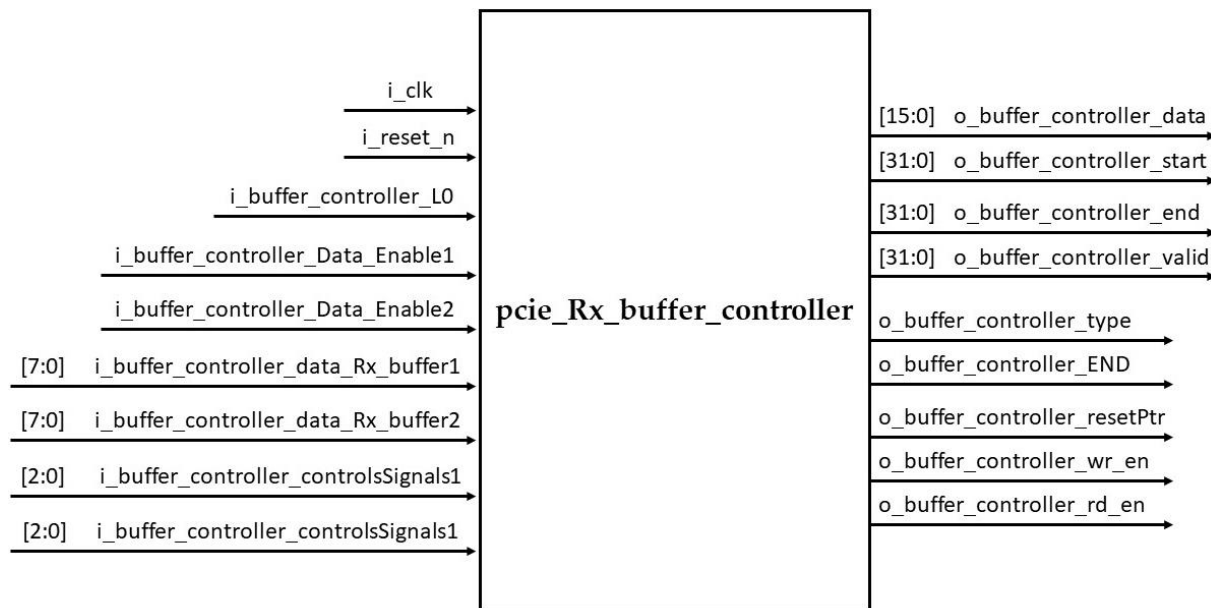 i_clk
i_reset_n
i_buffer_controller_L0
i_buffer_controller_Data_Enable1
i_buffer_controller_Data_Enable2
[7:0] i_buffer_controller_data_Rx_buffer1
[7:0] i_buffer_controller_data_Rx_buffer2
[2:0] i_buffer_controller_controlsSignals1
[2:0] i_buffer_controller_controlsSignals1
pcie_Rx_buffer_controller
[15:0] o_buffer_controller_data
[31:0] o_buffer_controller_start
[31:0] o_buffer_controller_end
[31:0] o_buffer_controller_valid
o_buffer_controller_type
o_buffer_controller_END
o_buffer_controller_resetPtr
o_buffer_controller_wr_en
o_buffer_controller_rd_en